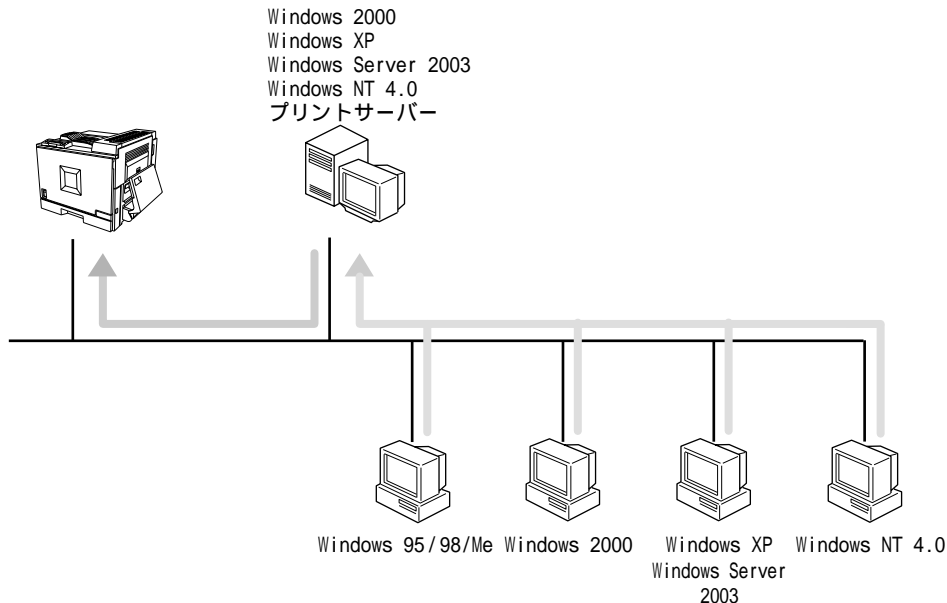 Windows 2000
Windows XP
Windows Server 2003
Windows NT 4.0
プリントサーバー
Windows 95/98/Me
Windows 2000
Windows XP
Windows Server
2003
Windows NT 4.0